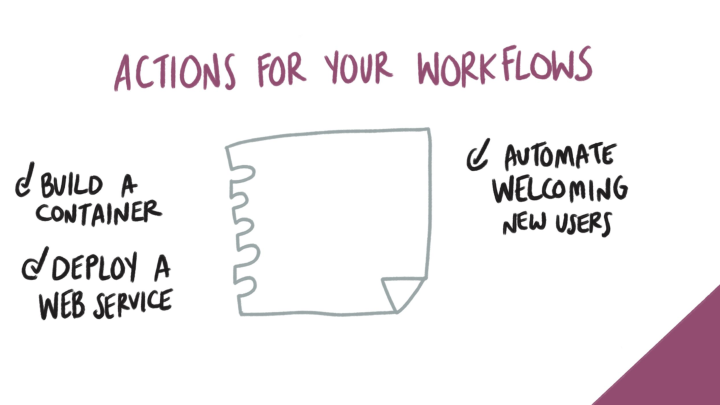 ACTIONS FOR YOUR WORKFLOWS
BUILD A
CONTAINER
DEPLOY A
WEB SERVICE
AUTOMATE
WELCOMING
NEW USERS